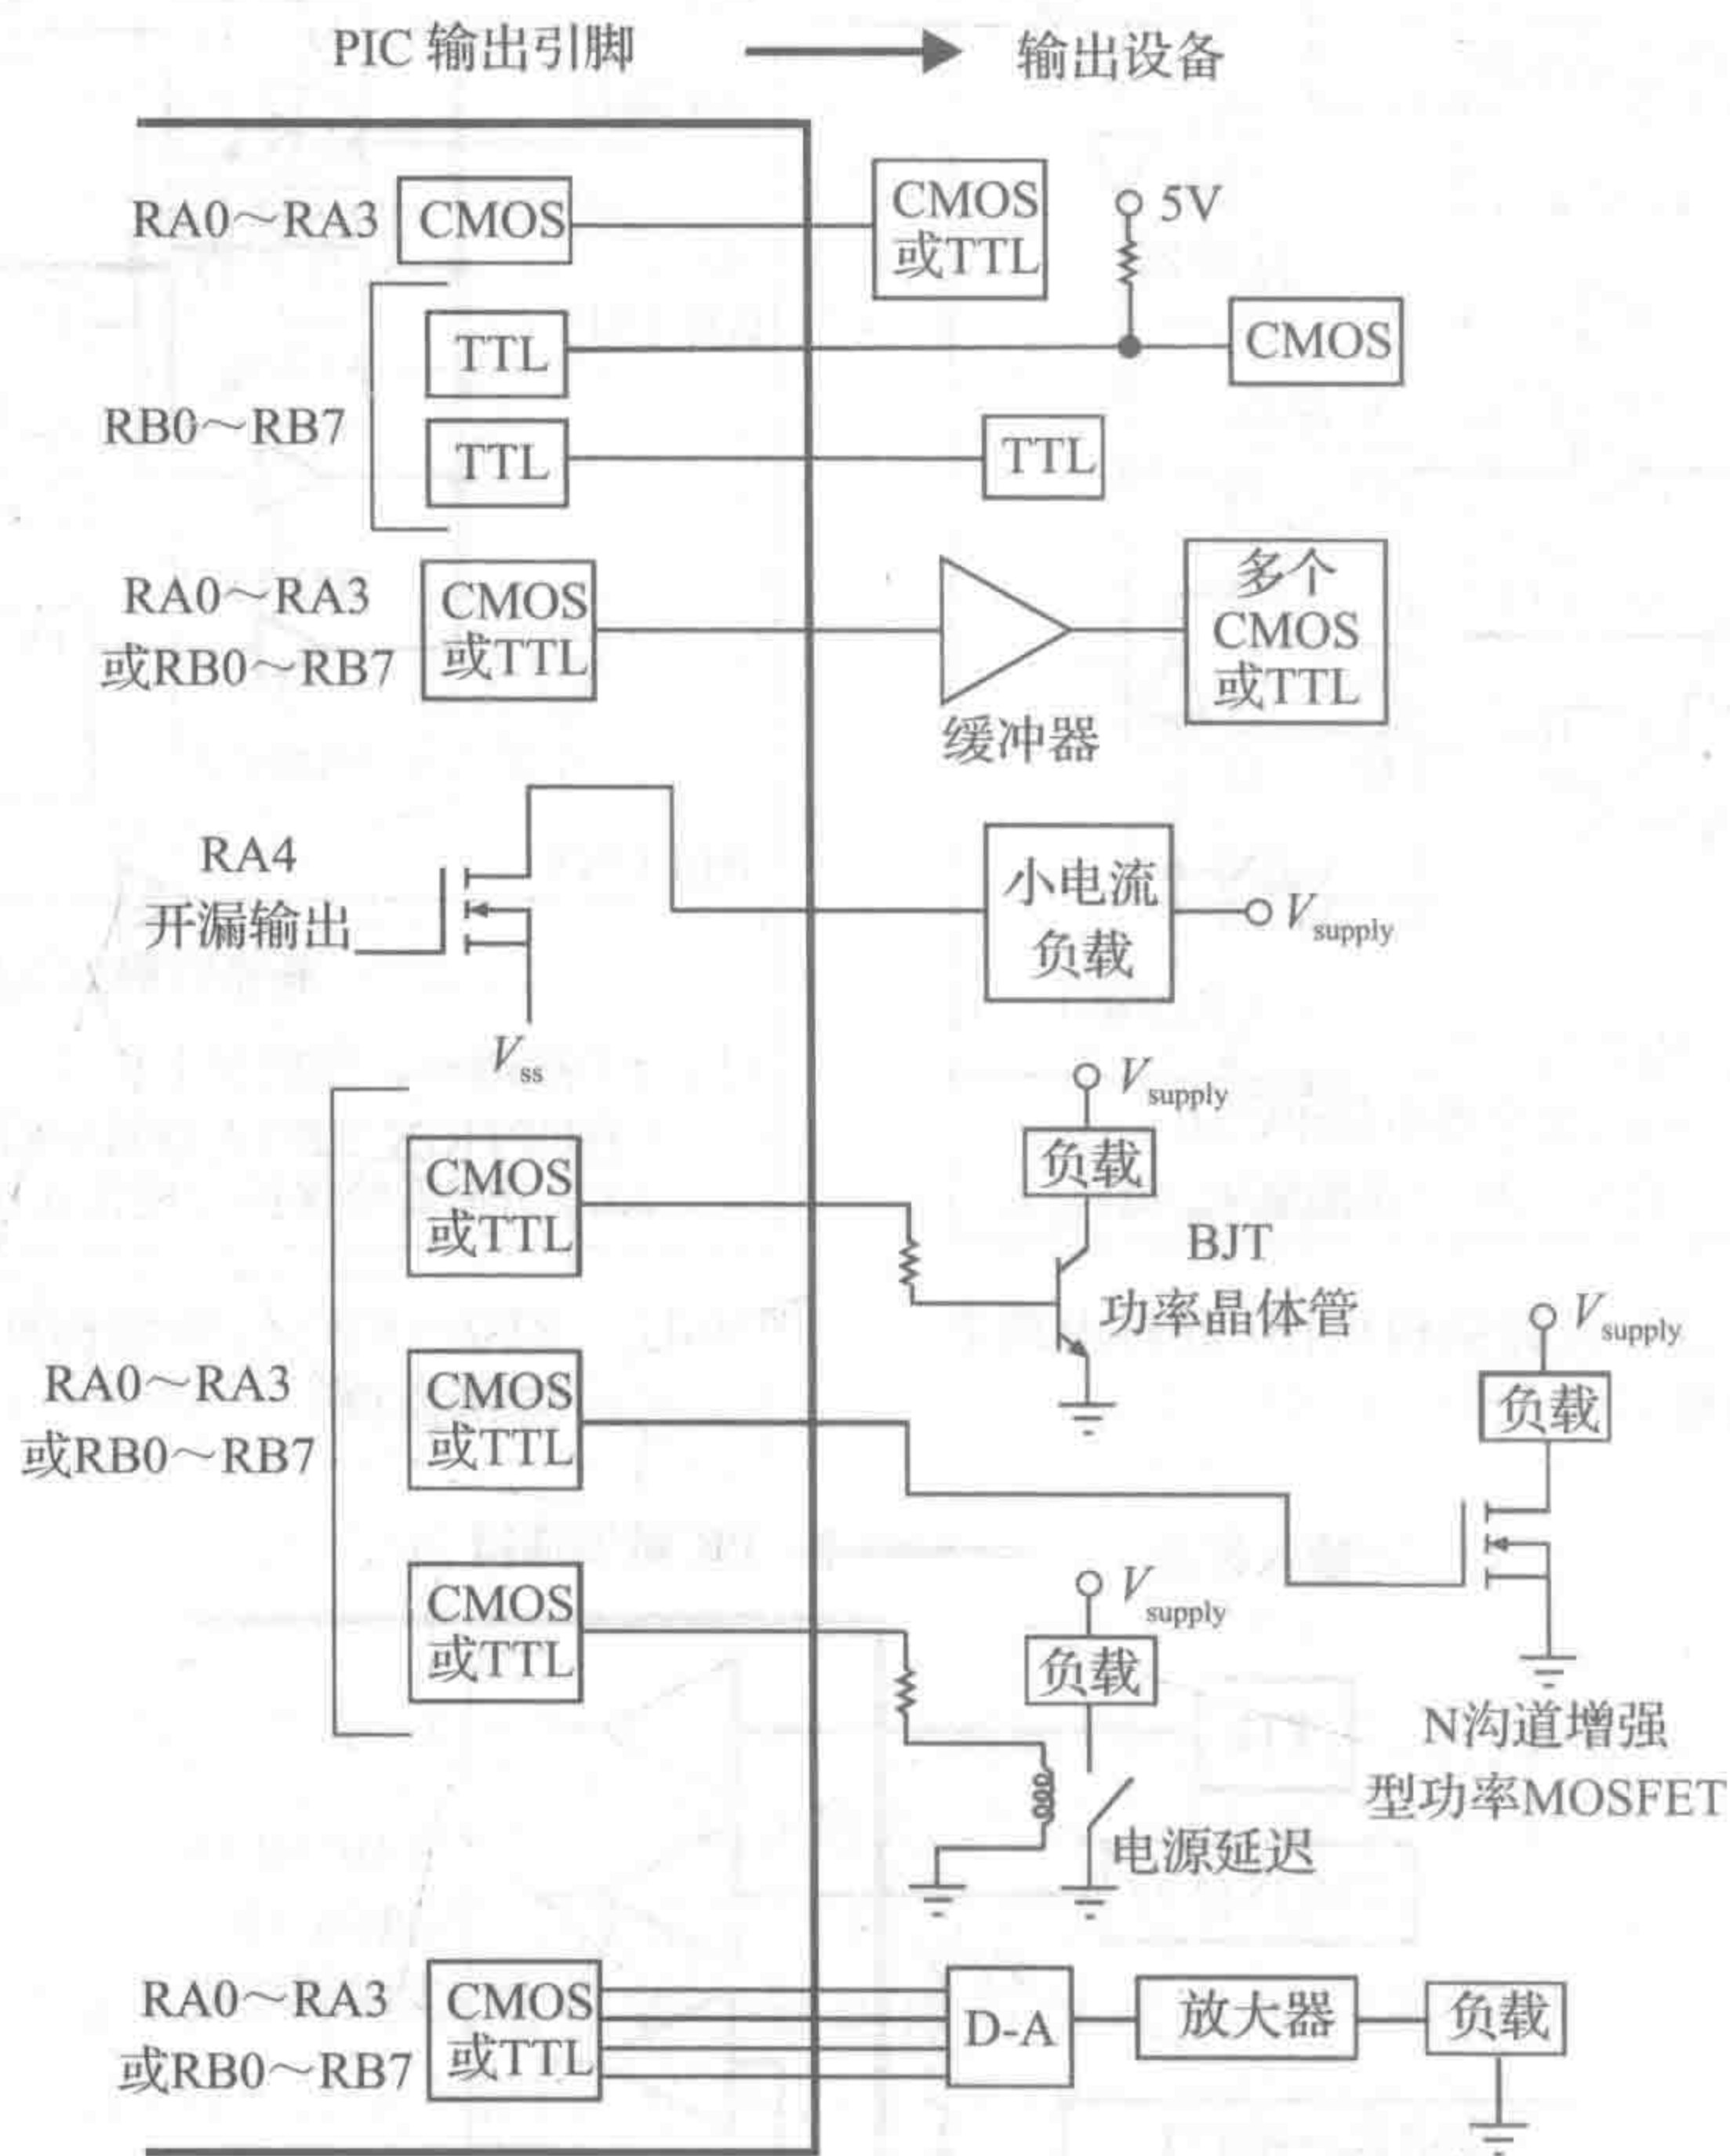 PIC 输出引脚
输出设备
RA0～RA3
CMOS
CMOS
或TTL
5V
TTL
CMOS
RB0～RB7
TTL
TTL
RA0～RA3
或RB0～RB7
CMOS
或TTL
多个
CMOS
或TTL
缓冲器
RA4
开漏输出
小电流
负载
Vsupply
Vss
Vsupply
负载
CMOS
或TTL
BJT
功率晶体管
Vsupply
负载
RA0～RA3
或RB0～RB7
CMOS
或TTL
CMOS
或TTL
Vsupply
负载
N沟道增强
型功率MOSFET
电源延迟
RA0～RA3
或RB0～RB7
CMOS
或TTL
D-A
放大器
负载